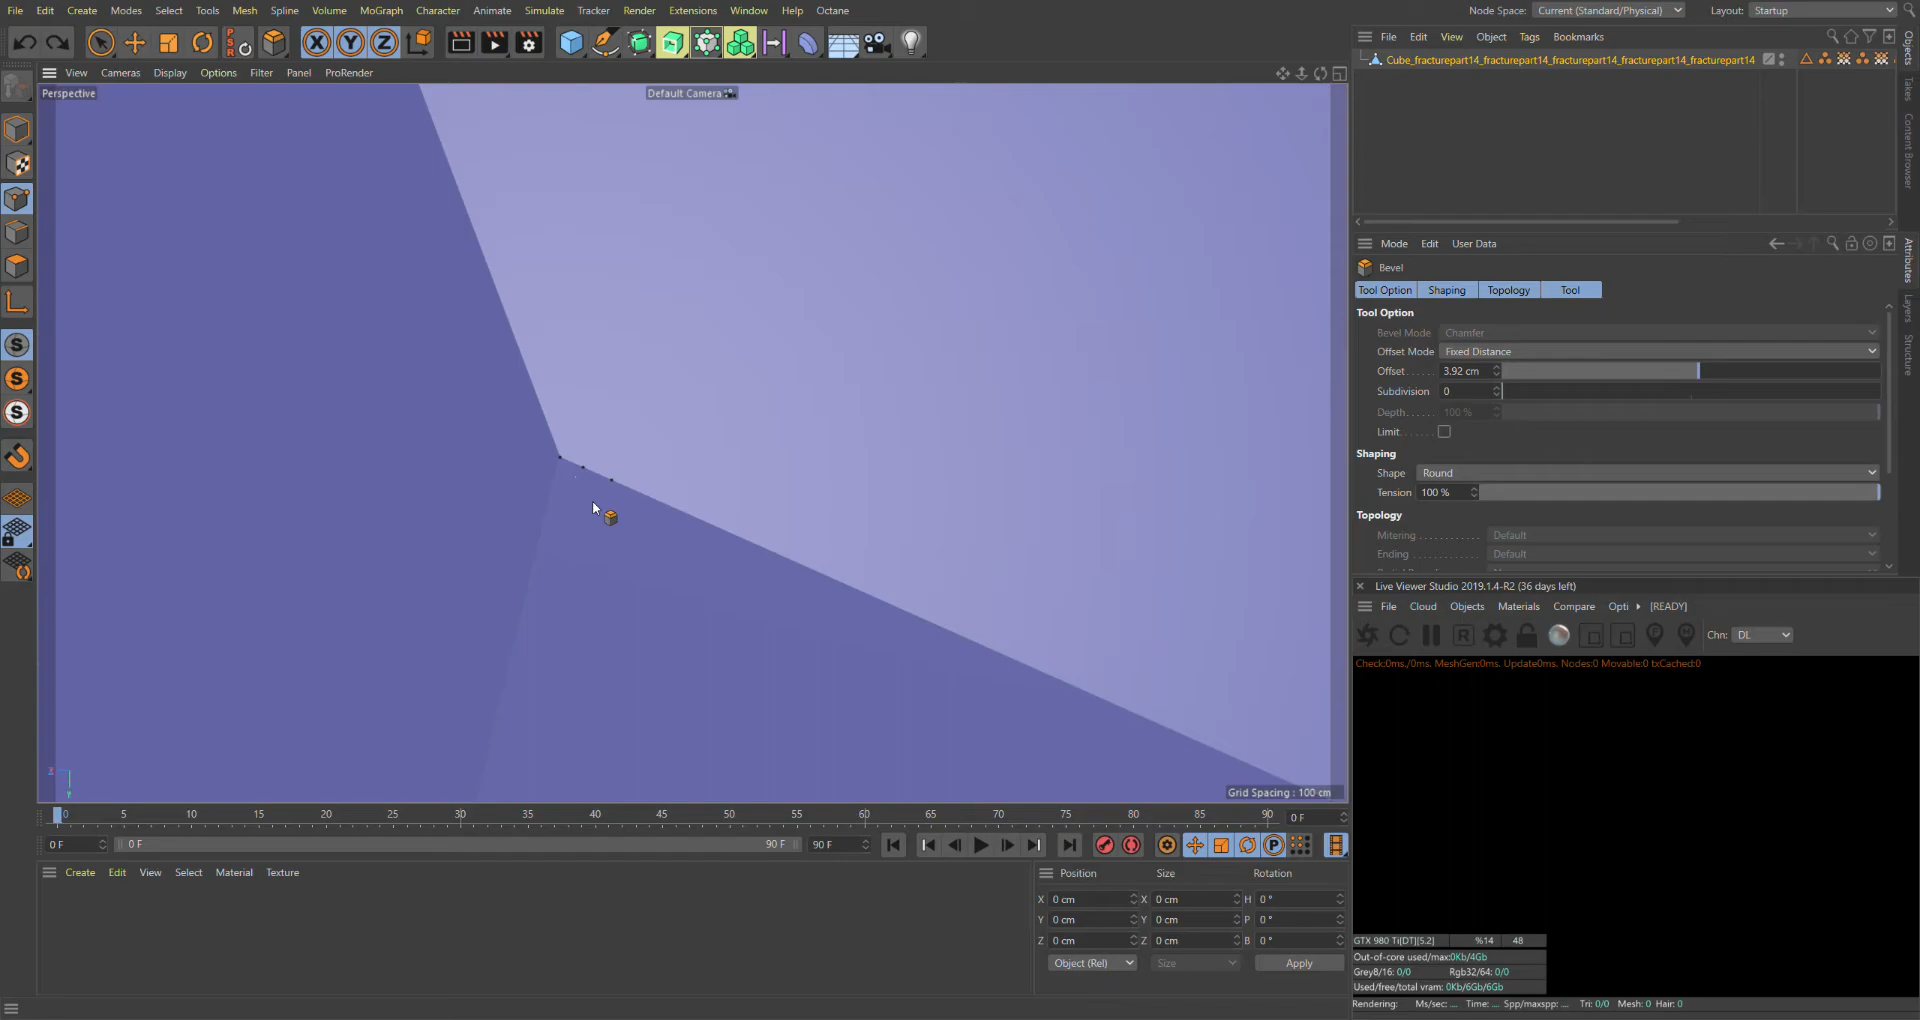 File Edit Create Modes Select Tools Mesh Spline Volume MoGraph Character Animate Simulate Tracker Render Extensions Window Help Octane Node Space: Current (Standard/Physical) Layout: Startup
PSR X Y Z
File Edit View Object Tags Bookmarks
View Cameras Display Options Filter Panel ProRender
Cube_fracturepart14_fracturepart14_fracturepart14_fracturepart14_fracturepart14
Perspective Default Camera
Objects
Takes
Content Browser
Mode Edit User Data
Attributes
Layers
Structure
Bevel
Tool Option Shaping Topology Tool
Tool Option
Bevel Mode Chamfer
Offset Mode Fixed Distance
Offset...... 3.92 cm
Subdivision 0
Depth...... 100 %
Limit.......
Shaping
Shape Round
Tension 100 %
Topology
Mitering ............ Default
Ending ............ Default
Live Viewer Studio 2019.1.4-R2 (36 days left)
File Cloud Objects Materials Compare Opti [READY]
R Chn: DL
Check:0ms./0ms. MeshGen:0ms. Update0ms. Nodes:0 Movable:0 txCached:0
S
S
S
X Y
Grid Spacing : 100 cm
0 5 10 15 20 25 30 35 40 45 50 55 60 65 70 75 80 85 90 0 F
0 F 0 F 90 F 90 F P
Create Edit View Select Material Texture
Position Size Rotation
X 0 cm X 0 cm H 0 °
Y 0 cm Y 0 cm P 0 °
Z 0 cm Z 0 cm B 0 °
Object (Rel) Size Apply
GTX 980 Ti[DT][5.2] %14 48
Out-of-core used/max:0Kb/4Gb
Grey8/16: 0/0 Rgb32/64: 0/0
Used/free/total vram: 0Kb/6Gb/6Gb
Rendering: Ms/sec: ... Time: ... Spp/maxspp: ... Tri: 0/0 Mesh: 0 Hair: 0